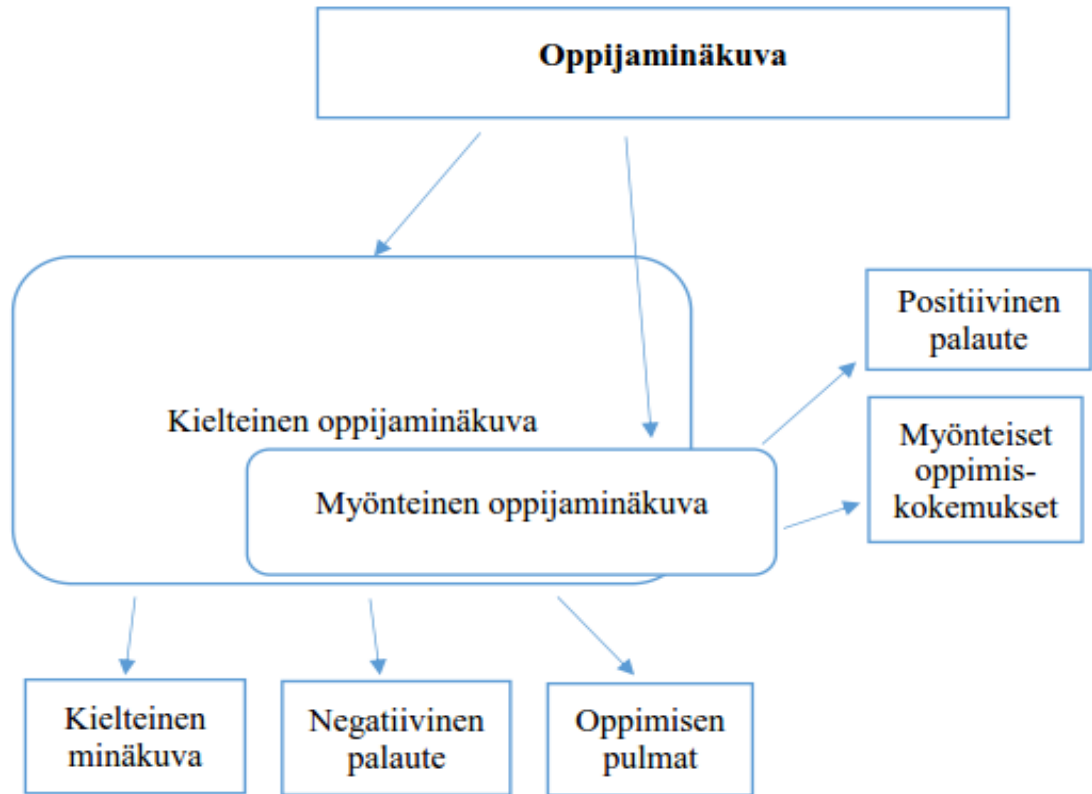 Oppijaminäkuva
Kielteinen oppijaminäkuva
Myönteinen oppijaminäkuva
Positiivinen
palaute
Myönteiset
oppimis-
kokemukset
Kielteinen
minäkuva
Negatiivinen
palaute
Oppimisen
pulmat